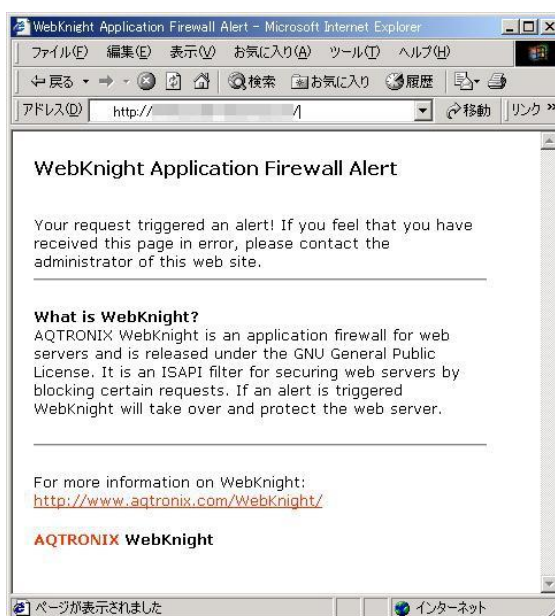 WebKnight Application Firewall Alert - Microsoft Internet Explorer
ファイル(F) 編集(E) 表示(V) お気に入り(A) ツール(T) ヘルプ(H)
戻る 検索 お気に入り 履歴
アドレス(D) http:// / 移動 リンク »
WebKnight Application Firewall Alert
Your request triggered an alert! If you feel that you have
received this page in error, please contact the
administrator of this web site.
What is WebKnight?
AQTRONIX WebKnight is an application firewall for web
servers and is released under the GNU General Public
License. It is an ISAPI filter for securing web servers by
blocking certain requests. If an alert is triggered
WebKnight will take over and protect the web server.
For more information on WebKnight:
http://www.aqtronix.com/WebKnight/
AQTRONIX WebKnight
ページが表示されました インターネット